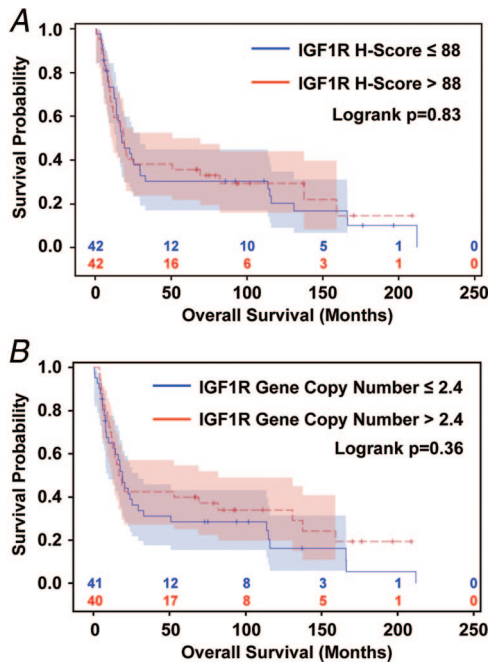 A
Survival Probability
1.0
0.8
0.6
0.4
0.2
0.0
IGF1R H-Score ≤ 88
IGF1R H-Score > 88
Logrank p=0.83
42 12 10 5 1 0
42 16 6 3 1 0
0 50 100 150 200 250
Overall Survival (Months)
B
Survival Probability
1.0
0.8
0.6
0.4
0.2
0.0
IGF1R Gene Copy Number ≤ 2.4
IGF1R Gene Copy Number > 2.4
Logrank p=0.36
41 12 8 3 1 0
40 17 8 5 1 0
0 50 100 150 200 250
Overall Survival (Months)